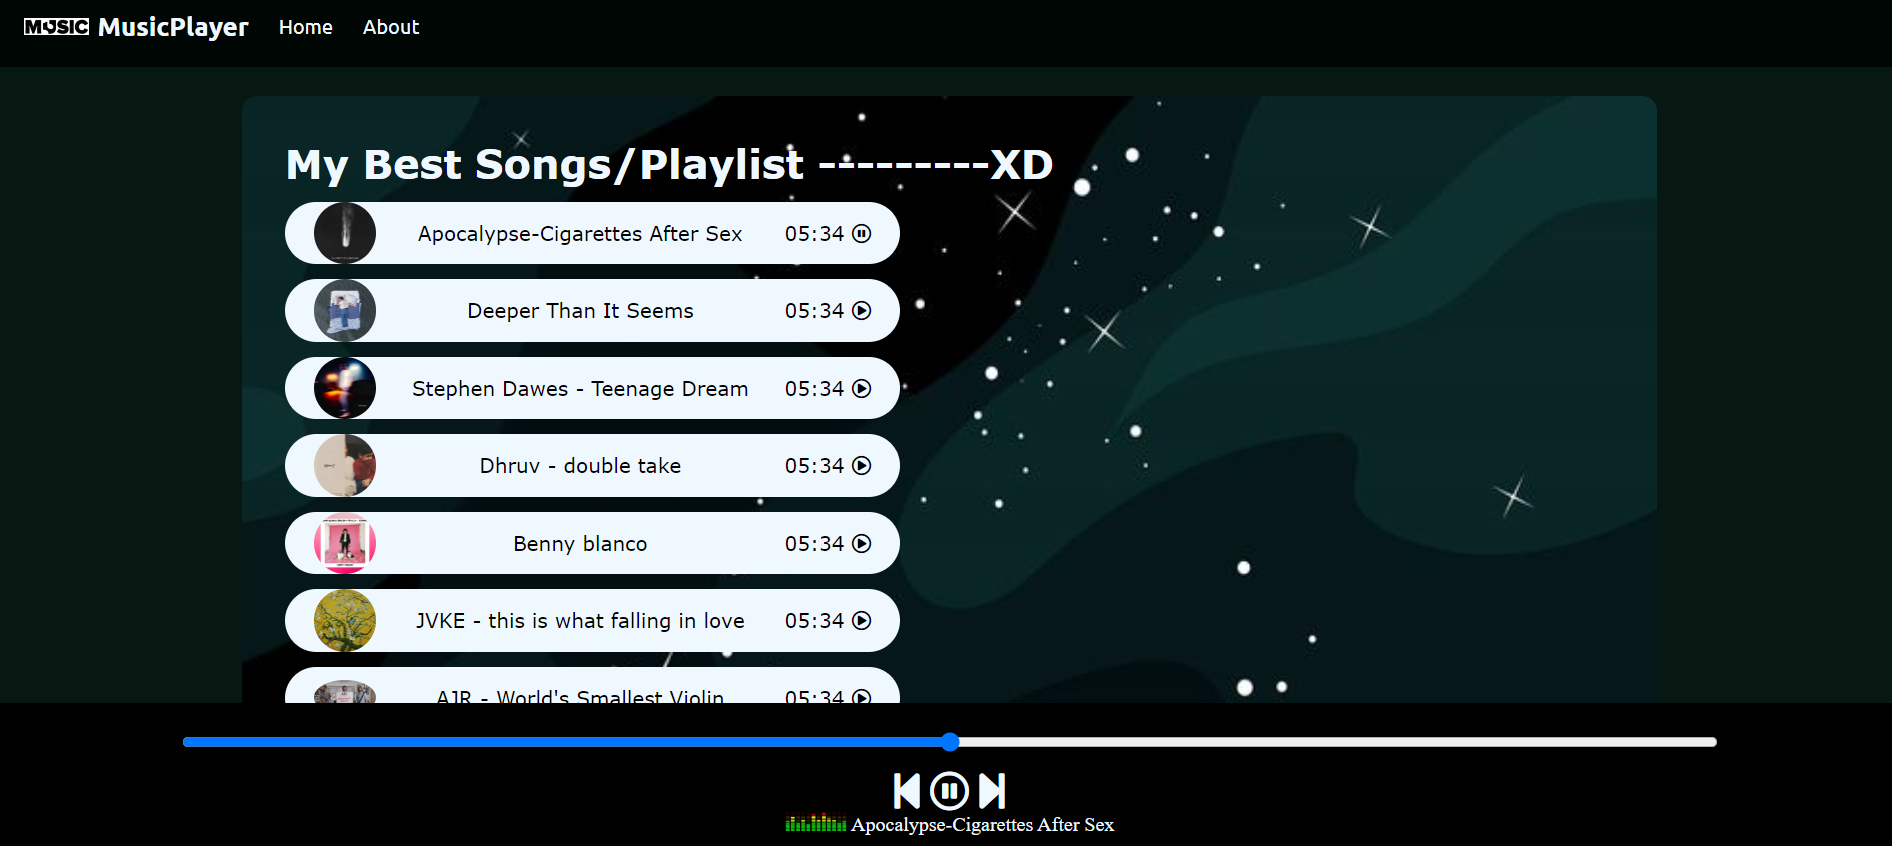 MUSIC MusicPlayer Home About
My Best Songs/Playlist ---------XD
Apocalypse-Cigarettes After Sex 05:34
Deeper Than It Seems 05:34
Stephen Dawes - Teenage Dream 05:34
Dhruv - double take 05:34
Benny blanco 05:34
JVKE - this is what falling in love 05:34
AJR - World's Smallest Violin 05:34
Apocalypse-Cigarettes After Sex